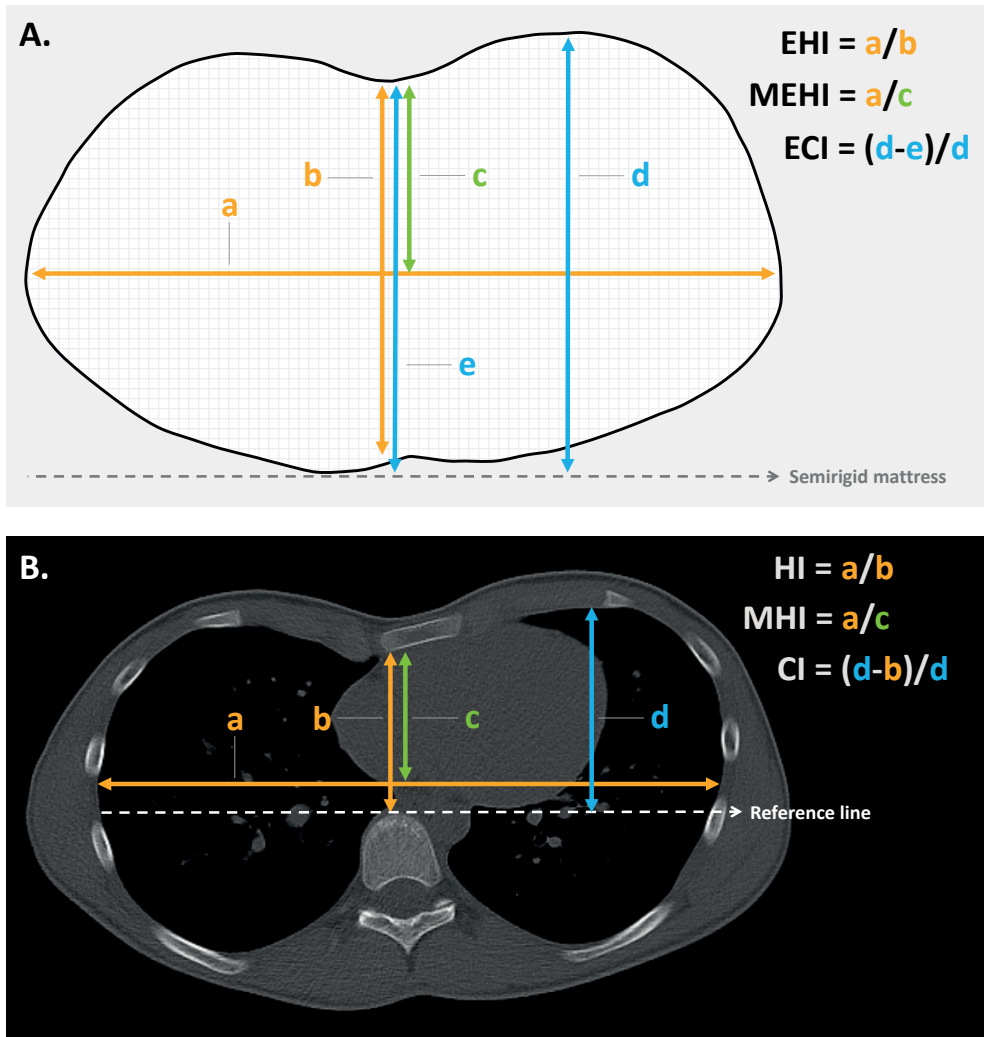 A.
EHI = a/b
MEHI = a/c
ECI = (d-e)/d
b
c
d
a
e
Semirigid mattress
B.
HI = a/b
MHI = a/c
CI = (d-b)/d
a
b
c
d
Reference line